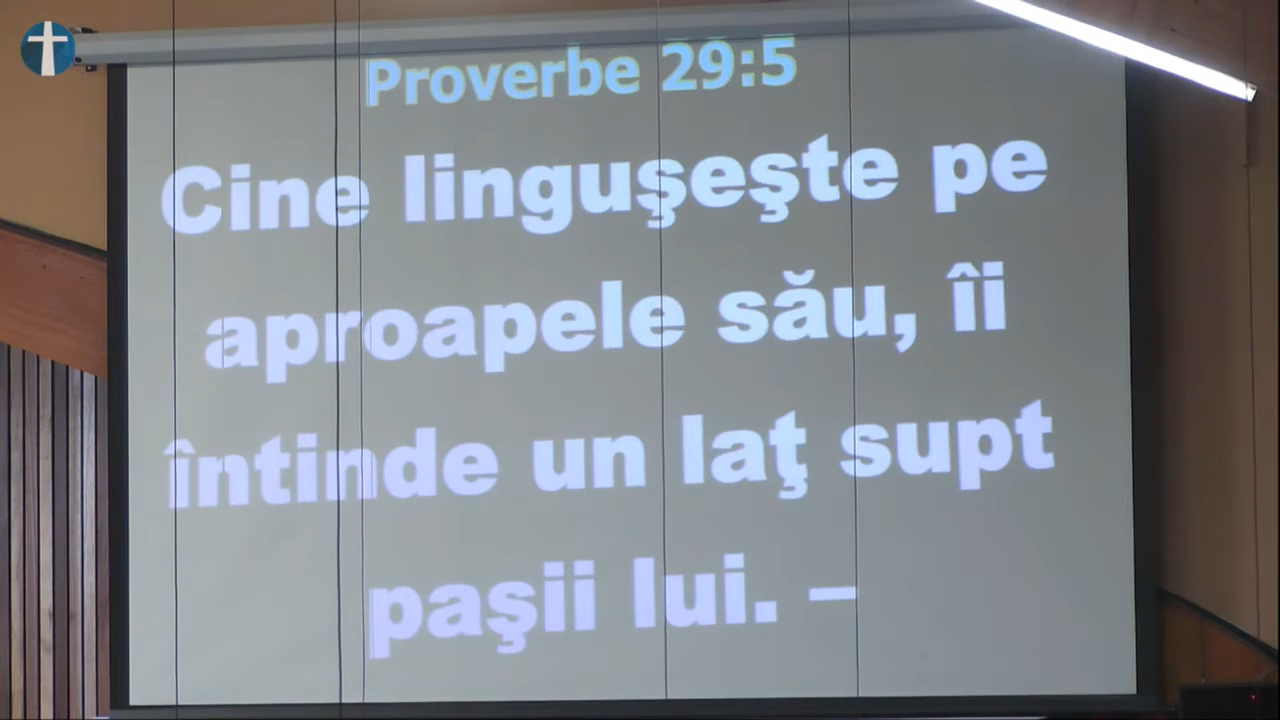 Proverbe 29:5
Cine linguşeşte pe
aproapele său, îi
întinde un laţ supt
paşii lui. –